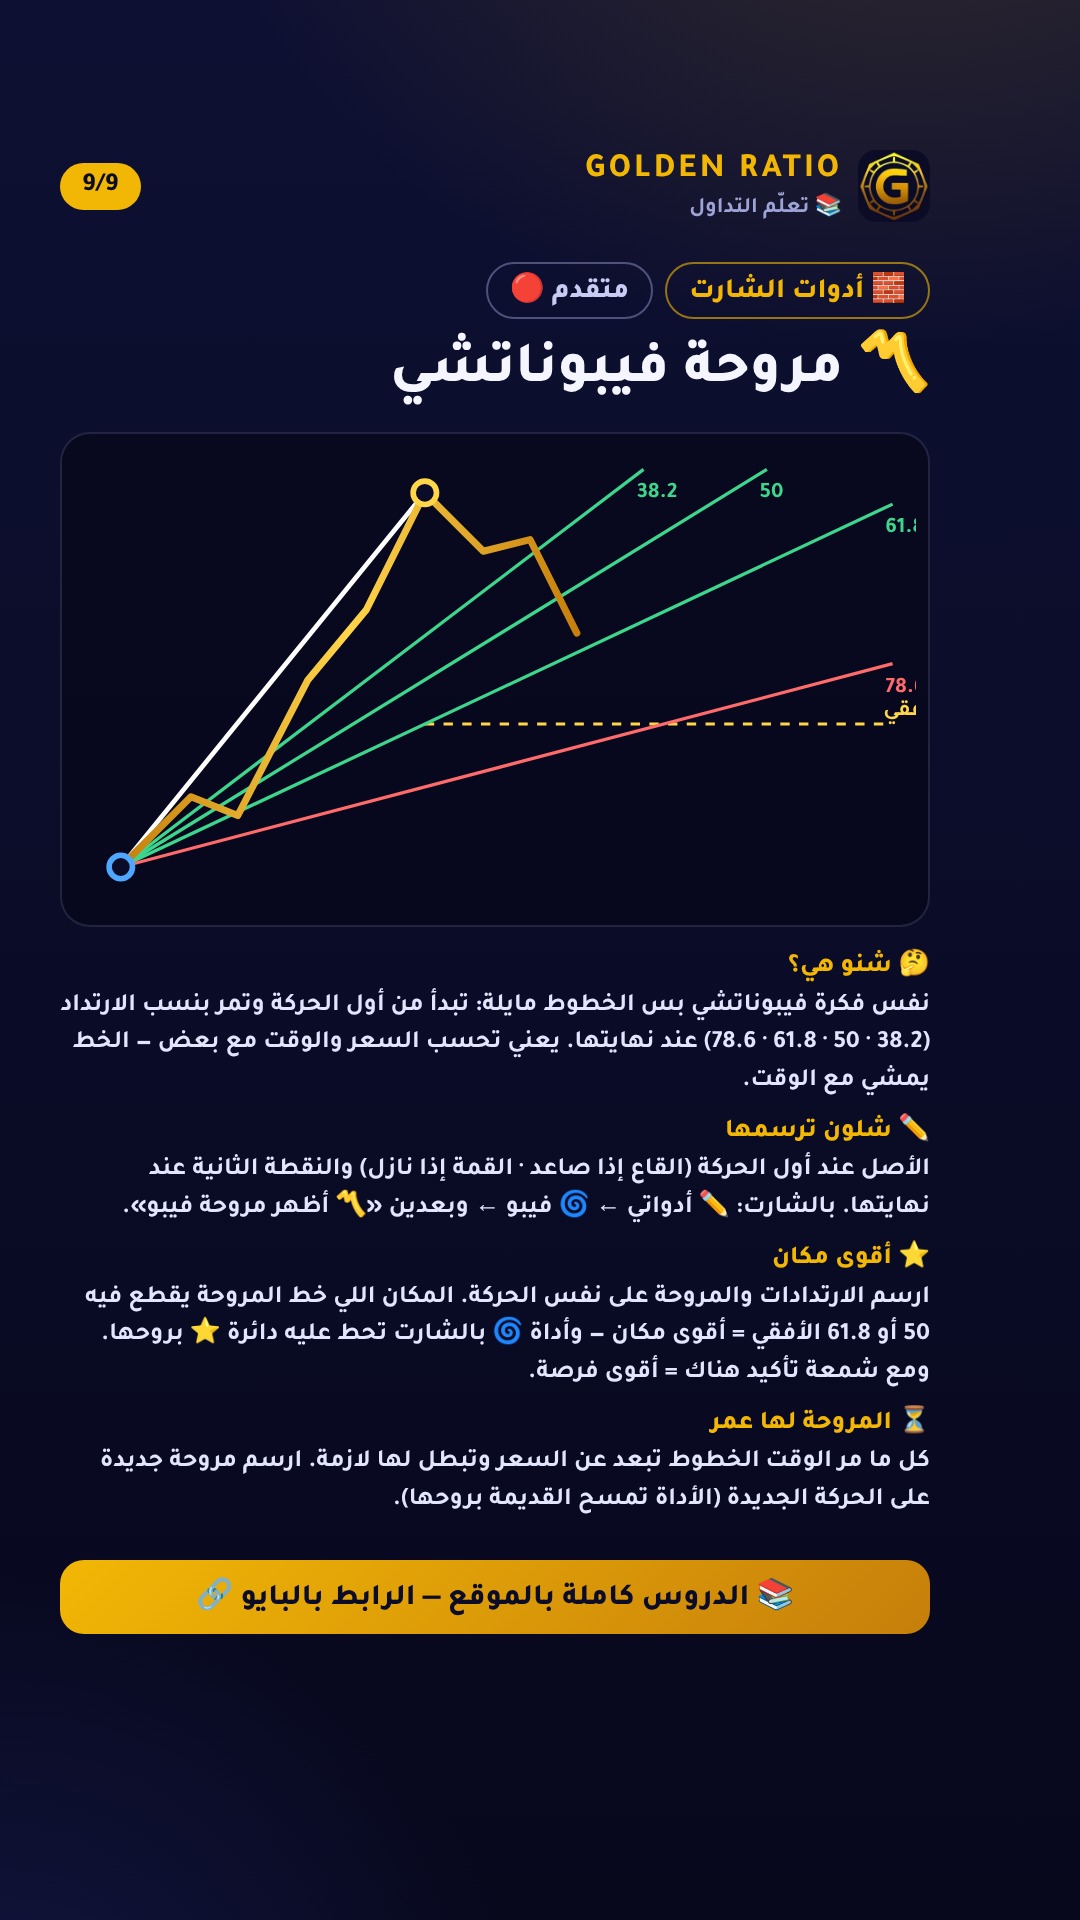 GOLDEN RATIO
📚 تعلّم التداول
9/9
🧱 أدوات الشارت
متقدم 🔴
〽️ مروحة فيبوناتشي
38.2
50
61.8
78.
فقي
🤔 شنو هي؟
نفس فكرة فيبوناتشي بس الخطوط مايلة: تبدأ من أول الحركة وتمر بنسب الارتداد
(38.2 · 50 · 61.8 · 78.6) عند نهايتها. يعني تحسب السعر والوقت مع بعض — الخط
يمشي مع الوقت.
✏️ شلون ترسمها
الأصل عند أول الحركة (القاع إذا صاعد · القمة إذا نازل) والنقطة الثانية عند
نهايتها. بالشارت: ✏️ أدواتي ← 🌀 فيبو ← وبعدين «〽️ أظهر مروحة فيبو».
⭐ أقوى مكان
ارسم الارتدادات والمروحة على نفس الحركة. المكان اللي خط المروحة يقطع فيه
50 أو 61.8 الأفقي = أقوى مكان — وأداة 🌀 بالشارت تحط عليه دائرة ⭐ بروحها.
ومع شمعة تأكيد هناك = أقوى فرصة.
⏳ المروحة لها عمر
كل ما مر الوقت الخطوط تبعد عن السعر وتبطل لها لازمة. ارسم مروحة جديدة
على الحركة الجديدة (الأداة تمسح القديمة بروحها).
📚 الدروس كاملة بالموقع — الرابط بالبايو 🔗